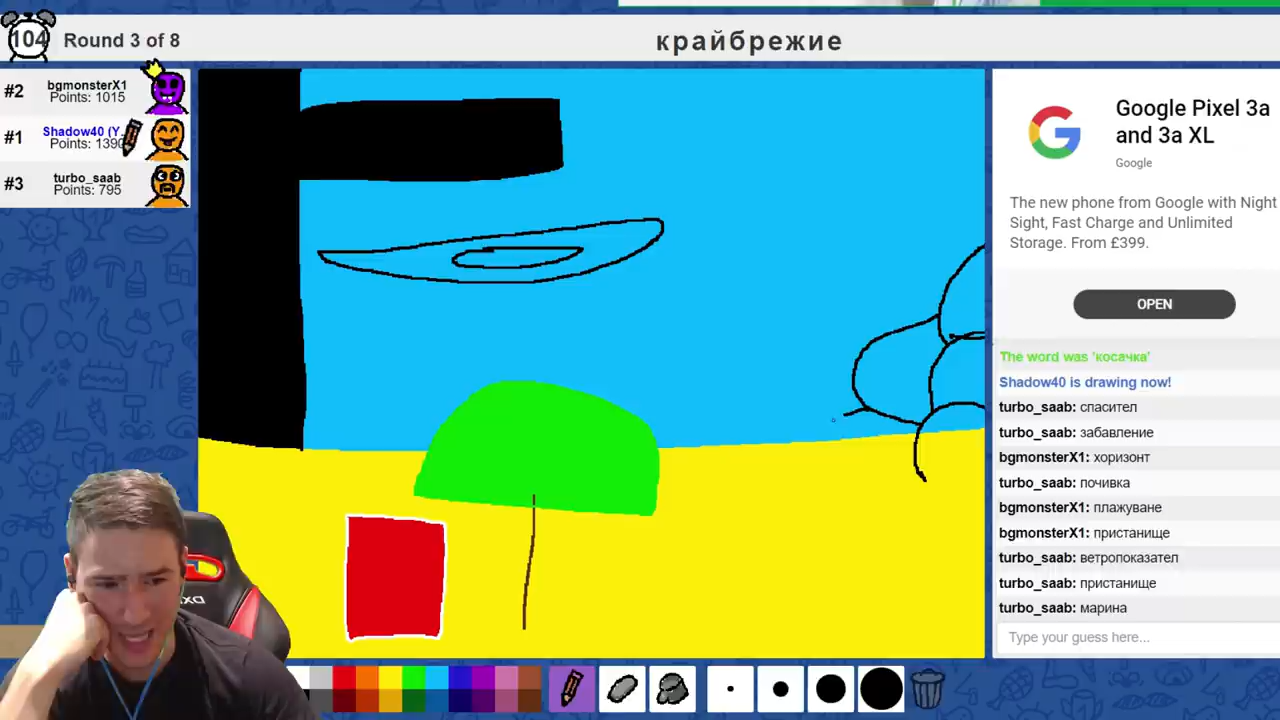 104
Round 3 of 8
крайбрежие
#2
bgmonsterX1
Points: 1015
#1
Shadow40 (Y.
Points: 1390
#3
turbo_saab
Points: 795
Google Pixel 3a
and 3a XL
Google
The new phone from Google with Night
Sight, Fast Charge and Unlimited
Storage. From £399.
OPEN
The word was 'косачка'
Shadow40 is drawing now!
turbo_saab: спасител
turbo_saab: забавление
bgmonsterX1: хоризонт
turbo_saab: почивка
bgmonsterX1: плажуване
bgmonsterX1: пристанище
turbo_saab: ветропоказател
turbo_saab: пристанище
turbo_saab: марина
Type your guess here...